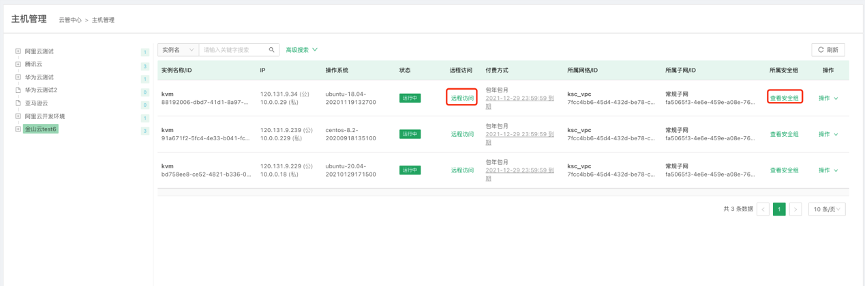 主机管理 云管中心 > 主机管理
阿里云测试 1
腾讯云 3
华为云测试 1
华为云测试2 0
亚马逊云 0
阿里云开发环境 1
金山云test6 3
实例名 请输入关键字搜索 高级搜索 刷新
实例名称/ID IP 操作系统 状态 远程访问 付费方式 所属网络/ID 所属子网/ID 所属安全组 操作
kvm 120.131.9.34 (公) ubuntu-18.04- 运行中 远程访问 包年包月 ksc_vpc 常规子网 查看安全组 操作
88192006-dbd7-41d1-8a97-... 10.0.0.29 (私) 20201119132700 2021-12-29 23:59:59 到期 7fcc4bb6-45d4-432d-be78-c... fa5065f3-4e6e-459e-a08e-76...
kvm 120.131.9.239 (公) centos-8.2- 运行中 远程访问 包年包月 ksc_vpc 常规子网 查看安全组 操作
91a671f2-5fc4-4e33-b041-fc... 10.0.0.229 (私) 20200918135100 2021-12-29 23:59:59 到期 7fcc4bb6-45d4-432d-be78-c... fa5065f3-4e6e-459e-a08e-76...
kvm 120.131.9.229 (公) ubuntu-20.04- 运行中 远程访问 包年包月 ksc_vpc 常规子网 查看安全组 操作
bd758ee8-ce52-4821-b336-0... 10.0.0.18 (私) 20210129171500 2021-12-29 23:59:59 到期 7fcc4bb6-45d4-432d-be78-c... fa5065f3-4e6e-459e-a08e-76...
共 3 条数据 < 1 > 10 条/页